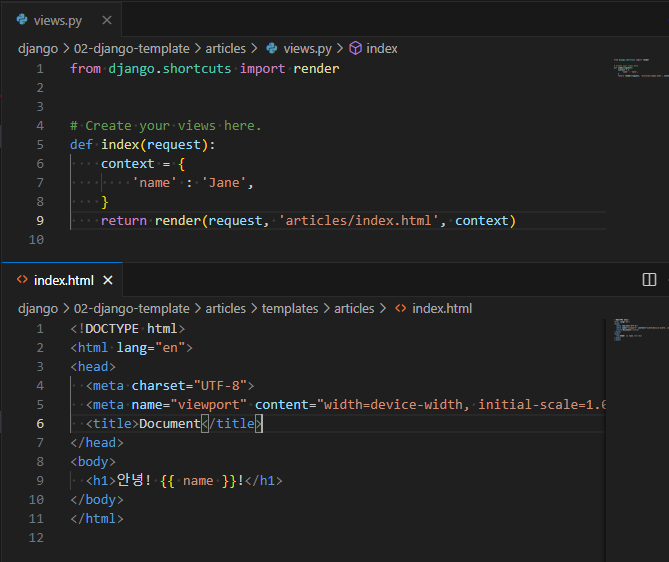 views.py
django > 02-django-template > articles > views.py > index
1 from django.shortcuts import render
2
3
4 # Create your views here.
5 def index(request):
6 context = {
7 'name' : 'Jane',
8 }
9 return render(request, 'articles/index.html', context)
10
index.html
django > 02-django-template > articles > templates > articles > index.html
1 <!DOCTYPE html>
2 <html lang="en">
3 <head>
4 <meta charset="UTF-8">
5 <meta name="viewport" content="width=device-width, initial-scale=1.0
6 <title>Document</title>
7 </head>
8 <body>
9 <h1>안녕! {{ name }}!</h1>
10 </body>
11 </html>
12